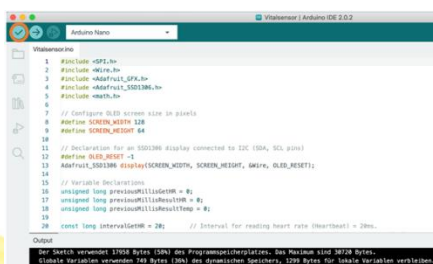 Vitalsensor | Arduino IDE 2.0.2
Arduino Nano
Vitalsensor.ino
1 #include <SPI.h>
2 #include <Wire.h>
3 #include <Adafruit_GFX.h>
4 #include <Adafruit_SSD1306.h>
5 #include <math.h>
6
7 // Configure OLED screen size in pixels
8 #define SCREEN_WIDTH 128
9 #define SCREEN_HEIGHT 64
10
11 // Declaration for an SSD1306 display connected to I2C (SDA, SCL pins)
12 #define OLED_RESET -1
13 Adafruit_SSD1306 display(SCREEN_WIDTH, SCREEN_HEIGHT, &Wire, OLED_RESET);
14
15 // Variable Declarations
16 unsigned long previousMillisGetHR = 0;
17 unsigned long previousMillisResultHR = 0;
18 unsigned long previousMillisResultTemp = 0;
19
20 const long intervalGetHR = 20; // Interval for reading heart rate (Heartbeat) = 20ms.
Output
Der Sketch verwendet 17958 Bytes (58%) des Programmspeicherplatzes. Das Maximum sind 30720 Bytes.
Globale Variablen verwenden 749 Bytes (36%) des dynamischen Speichers, 1299 Bytes für lokale Variablen verbleiben.